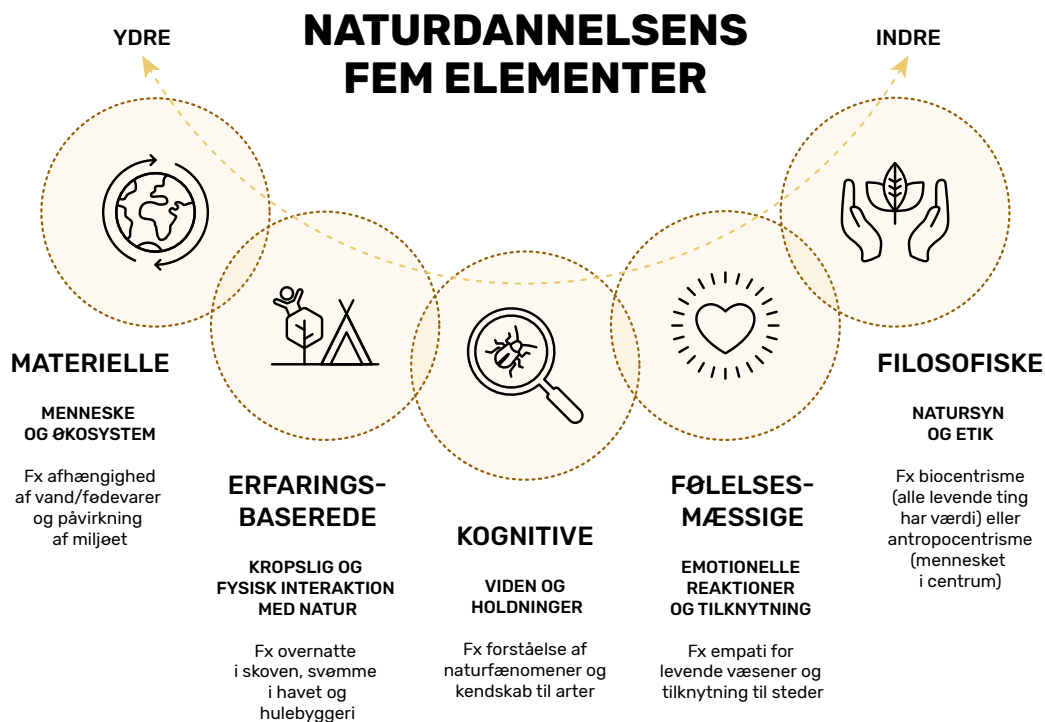 NATURDANNELSENS
FEM ELEMENTER
YDRE
INDRE
MATERIELLE
MENNESKE
OG ØKOSYSTEM
Fx afhængighed
af vand/fødevarer
og påvirkning
af miljøet
ERFARINGS-
BASEREDE
KROPSLIG OG
FYSISK INTERAKTION
MED NATUR
Fx overnatte
i skoven, svømme
i havet og
hulebyggeri
KOGNITIVE
VIDEN OG
HOLDNINGER
Fx forståelse af
naturfænomener og
kendskab til arter
FØLELSES-
MÆSSIGE
EMOTIONELLE
REAKTIONER
OG TILKNYTNING
Fx empati for
levende væsener og
tilknytning til steder
FILOSOFISKE
NATURSYN
OG ETIK
Fx biocentrisme
(alle levende ting
har værdi) eller
antropocentrisme
(mennesket
i centrum)